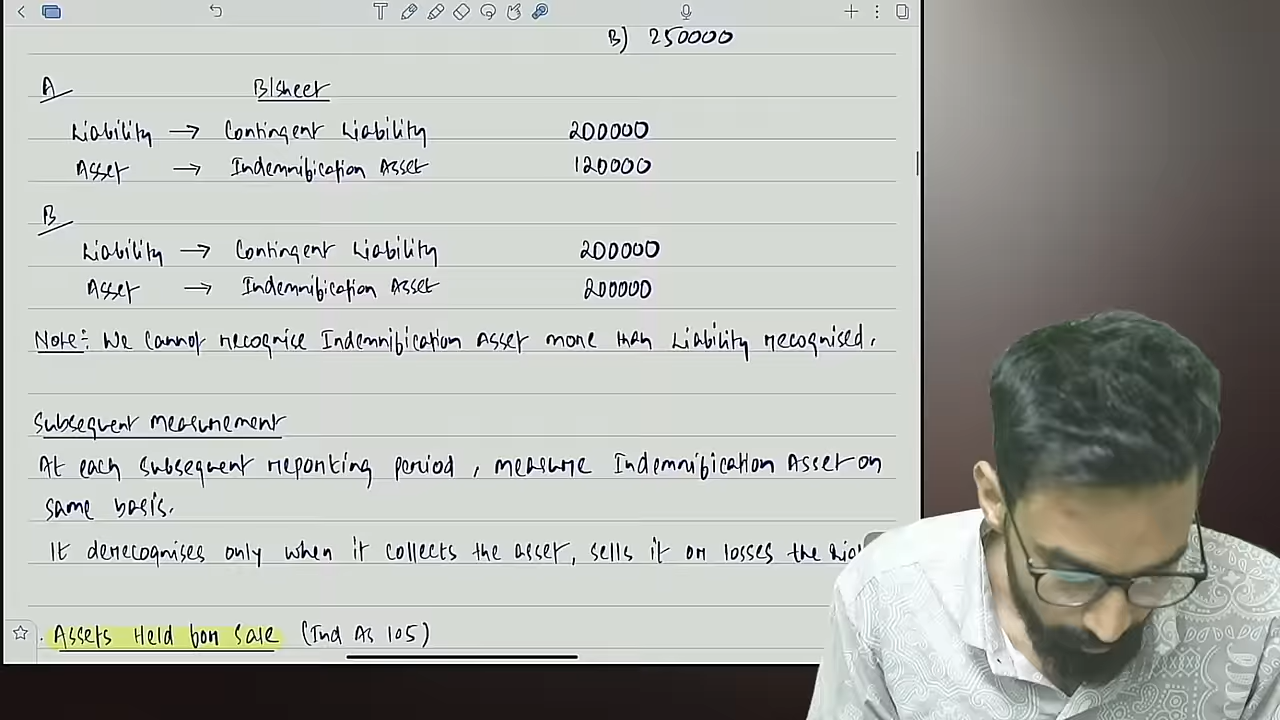 B) 250000
A B/Sheet
Liability → Contingent Liability 200000
Asset → Indemnification Asset 120000
B
Liability → Contingent Liability 200000
Asset → Indemnification Asset 200000
Note:- We cannot recognise Indemnification Asset more than Liability recognised.
Subsequent measurement
At each subsequent reporting period, measure Indemnification Asset on
same basis.
It derecognises only when it collects the asset, sells it or losses the
Assets Held for Sale (Ind AS 105)